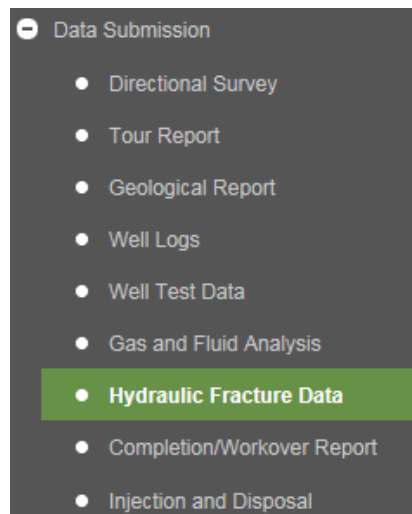 Data Submission
Directional Survey
Tour Report
Geological Report
Well Logs
Well Test Data
Gas and Fluid Analysis
Hydraulic Fracture Data
Completion/Workover Report
Injection and Disposal